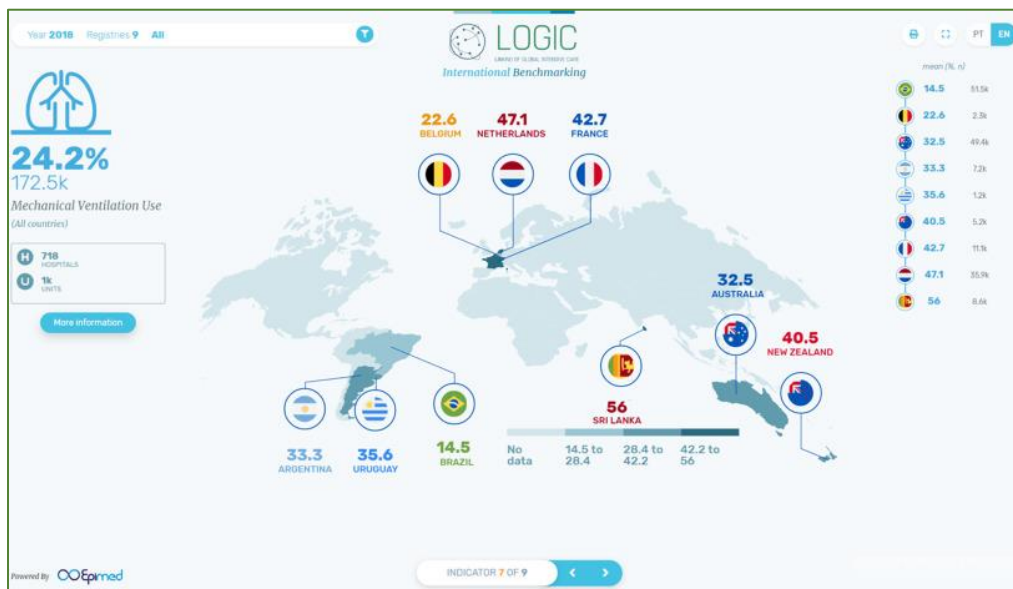 Year 2018 Registries 9 All
LOGIC
LINKING OF GLOBAL INTENSIVE CARE
International Benchmarking
PT EN
24.2%
172.5k
Mechanical Ventilation Use
(All countries)
H 718
HOSPITALS
U 1k
UNITS
More information
22.6
BELGIUM
47.1
NETHERLANDS
42.7
FRANCE
32.5
AUSTRALIA
40.5
NEW ZEALAND
56
SRI LANKA
33.3
ARGENTINA
35.6
URUGUAY
14.5
BRAZIL
No data
14.5 to 28.4
28.4 to 42.2
42.2 to 56
mean (%, n)
14.5 51.5k
22.6 2.3k
32.5 49.4k
33.3 7.2k
35.6 1.2k
40.5 5.2k
42.7 11.1k
47.1 35.9k
56 8.6k
Powered By Epimed
INDICATOR 7 OF 9